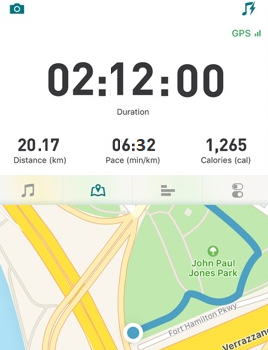 GPS
02:12:00
Duration
20.17 06:32 1,265
Distance (km) Pace (min/km) Calories (cal)
John Paul
Jones Park
Fort Hamilton Pkwy
Verrazzano